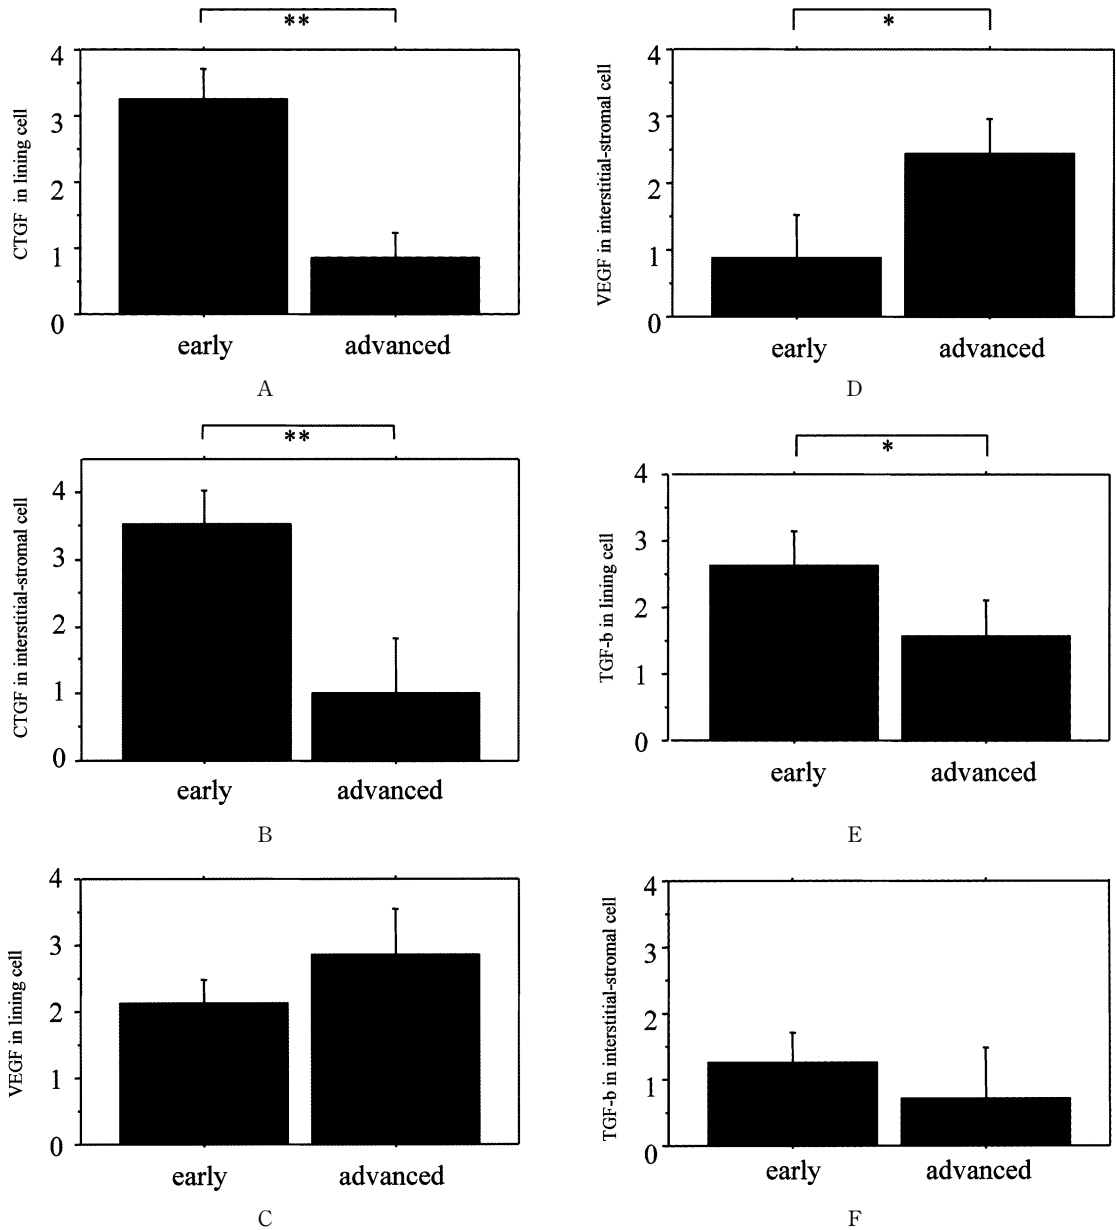 **
4
3
2
1
0
CTGF in lining cell
early advanced
A
**
4
3
2
1
0
CTGF in interstitial-stromal cell
early advanced
B
4
3
2
1
0
VEGF in lining cell
early advanced
C
*
4
3
2
1
0
VEGF in interstitial-stromal cell
early advanced
D
*
4
3
2
1
0
TGF-b in lining cell
early advanced
E
4
3
2
1
0
TGF-b in interstitial-stromal cell
early advanced
F